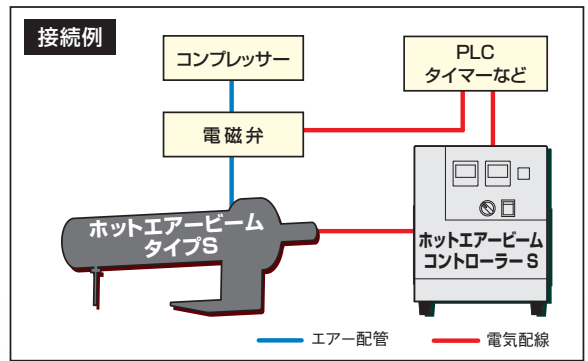 接続例
コンプレッサー
PLC
タイマーなど
電磁弁
ホットエアービーム
タイプS
ホットエアービーム
コントローラーS
エアー配管
電気配線